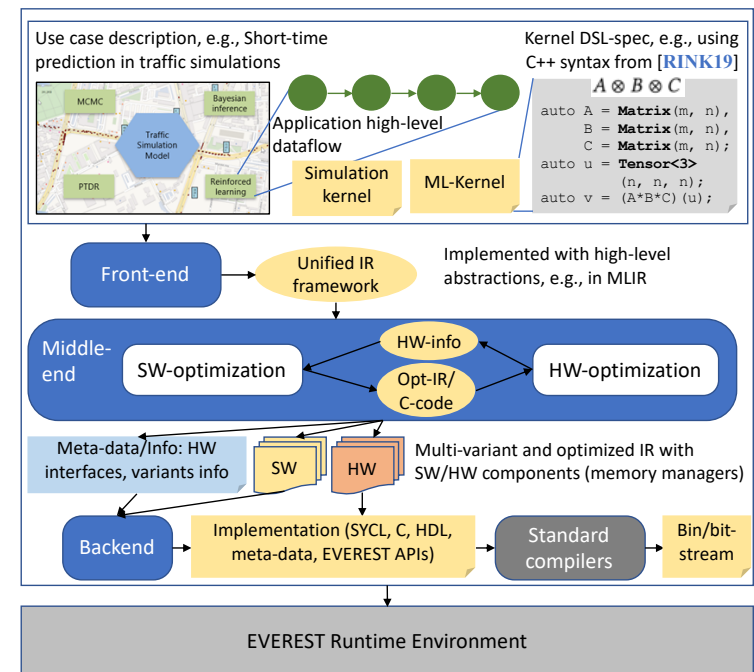 Use case description, e.g., Short-time
prediction in traffic simulations
MCMC
Bayesian
inference
Traffic
Simulation
Model
PTDR
Reinforced
learning
Application high-level
dataflow
Simulation
kernel
ML-Kernel
Kernel DSL-spec, e.g., using
C++ syntax from [RINK19]
A ⊗ B ⊗ C
auto A = Matrix(m, n),
B = Matrix(m, n),
C = Matrix(m, n);
auto u = Tensor<3>
(n, n, n);
auto v = (A*B*C)(u);
Front-end
Unified IR
framework
Implemented with high-level
abstractions, e.g., in MLIR
Middle-
end
SW-optimization
HW-info
Opt-IR/
C-code
HW-optimization
Meta-data/Info: HW
interfaces, variants info
SW
HW
Multi-variant and optimized IR with
SW/HW components (memory managers)
Backend
Implementation (SYCL, C, HDL,
meta-data, EVEREST APIs)
Standard
compilers
Bin/bit-
stream
EVEREST Runtime Environment